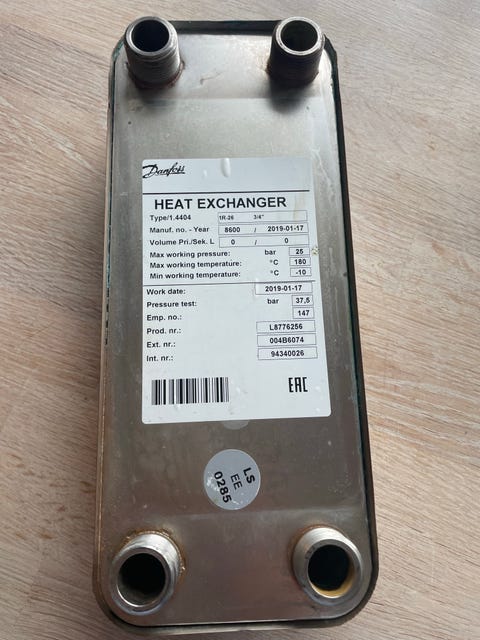 Danfoss
HEAT EXCHANGER
Type/1.4404 1R-26 3/4"
Manuf. no. - Year 8600 / 2019-01-17
Volume Pri./Sek. L 0 / 0
Max working pressure: bar 25
Max working temperature: °C 180
Min working temperature: °C -10
Work date: 2019-01-17
Pressure test: bar 37,5
Emp. no.: 147
Prod. nr.: L8776256
Ext. nr.: 004B6074
Int. nr.: 94340026
EAC
LS
EE
0285